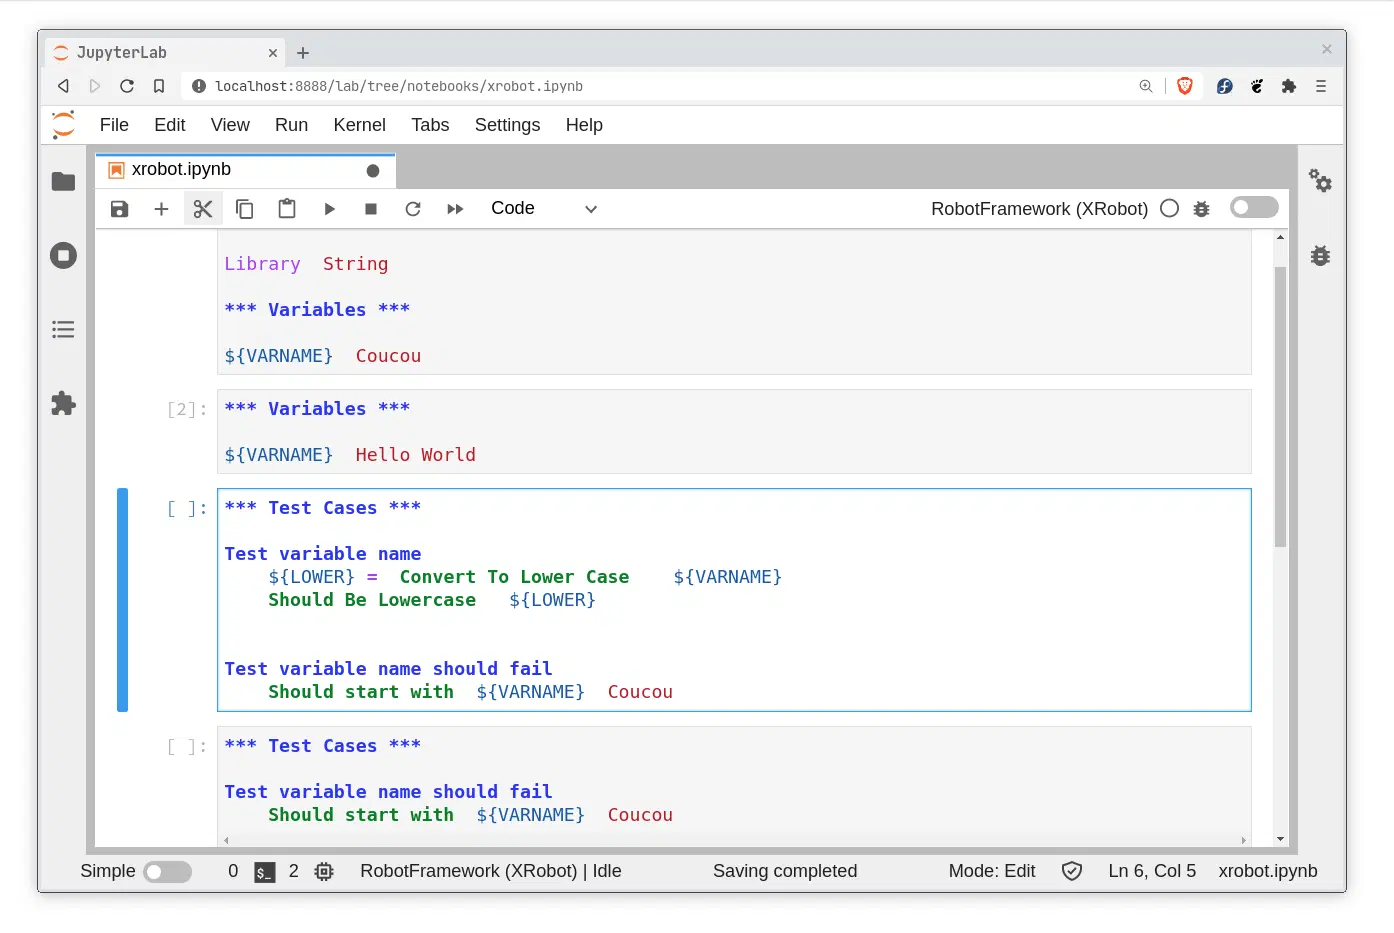 JupyterLab
localhost:8888/lab/tree/notebooks/xrobot.ipynb
File Edit View Run Kernel Tabs Settings Help
xrobot.ipynb
Code RobotFramework (XRobot)
Library  String
*** Variables ***
${VARNAME}  Coucou
[2]: *** Variables ***
${VARNAME}  Hello World
[ ]: *** Test Cases ***
Test variable name
    ${LOWER} =  Convert To Lower Case    ${VARNAME}
    Should Be Lowercase   ${LOWER}
Test variable name should fail
    Should start with  ${VARNAME}  Coucou
[ ]: *** Test Cases ***
Test variable name should fail
    Should start with  ${VARNAME}  Coucou
Simple 0 $_ 2 RobotFramework (XRobot) | Idle Saving completed Mode: Edit Ln 6, Col 5 xrobot.ipynb